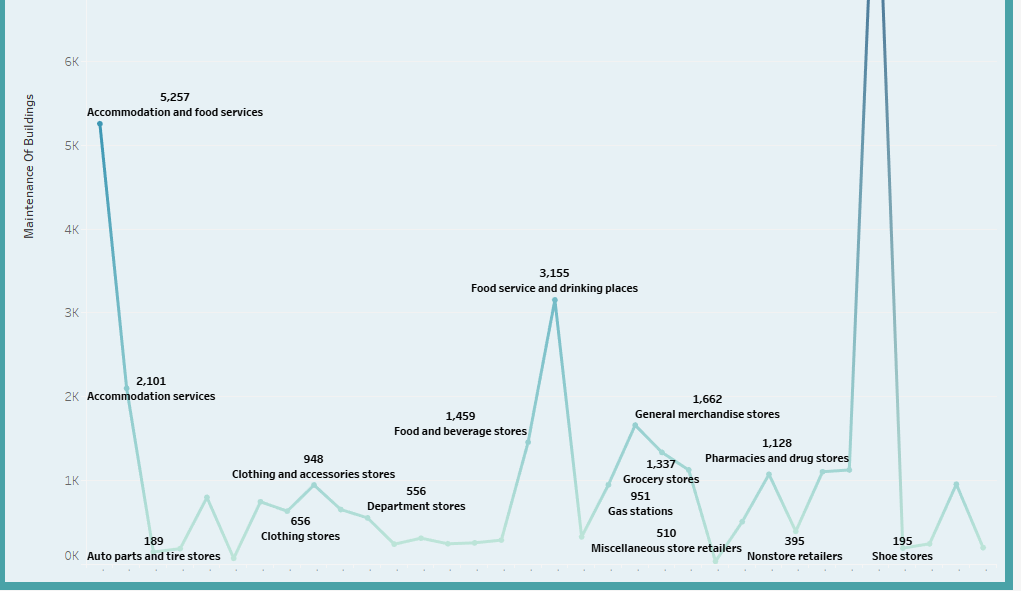 6K
5,257
Accommodation and food services
Maintenance Of Buildings
5K
4K
3,155
Food service and drinking places
3K
2,101
Accommodation services
2K
1,662
General merchandise stores
1,459
Food and beverage stores
1,128
Pharmacies and drug stores
948
Clothing and accessories stores
1,337
Grocery stores
1K
556
Department stores
951
Gas stations
656
Clothing stores
510
Miscellaneous store retailers
189
Auto parts and tire stores
395
Nonstore retailers
195
Shoe stores
0K